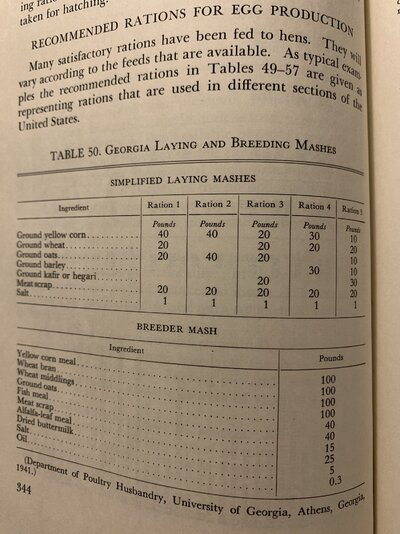 ing
taken for hatching.
RECOMMENDED RATIONS FOR EGG PRODUCTION
Many satisfactory rations have been fed to hens. They will
vary according to the feeds that are available. As typical exam-
ples the recommended rations in Tables 49–57 are given as
representing rations that are used in different sections of the
United States.
TABLE 50. GEORGIA LAYING AND BREEDING MASHES
SIMPLIFIED LAYING MASHES
Ingredient Ration 1 Ration 2 Ration 3 Ration 4 Ration 5
Pounds Pounds Pounds Pounds Pounds
Ground yellow corn 40 40 20 30 10
Ground wheat 20 20 20 20
Ground oats 20 40 20 10
Ground barley 30 10
Ground kafir or hegari 20 30
Meat scrap 20 20 20 20 20
Salt 1 1 1 1 1
BREEDER MASH
Ingredient Pounds
Yellow corn meal 100
Wheat bran 100
Wheat middlings 100
Ground oats 100
Fish meal 40
Meat scrap 40
Alfalfa-leaf meal 15
Dried buttermilk 25
Salt 5
Oil 0.3
(Department of Poultry Husbandry, University of Georgia, Athens, Georgia,
1941.)
344